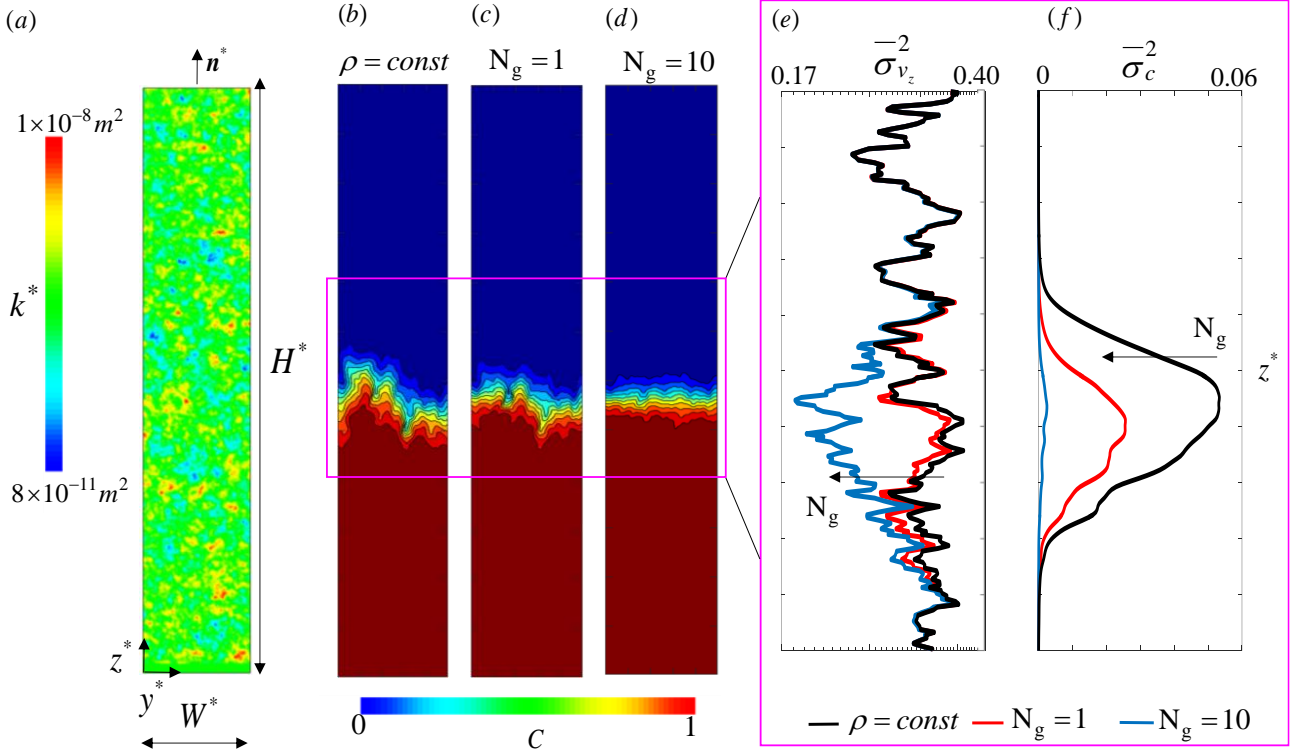 (a)
n*
1×10⁻⁸ m²
k*
8×10⁻¹¹ m²
H*
z*
y*
W*
(b)
ρ = const
(c)
N_g = 1
(d)
N_g = 10
0
1
C
(e)
σ̄²_{v_z}
0.17
0.40
N_g
(f)
σ̄²_c
0
0.06
N_g
z*
ρ = const
N_g = 1
N_g = 10